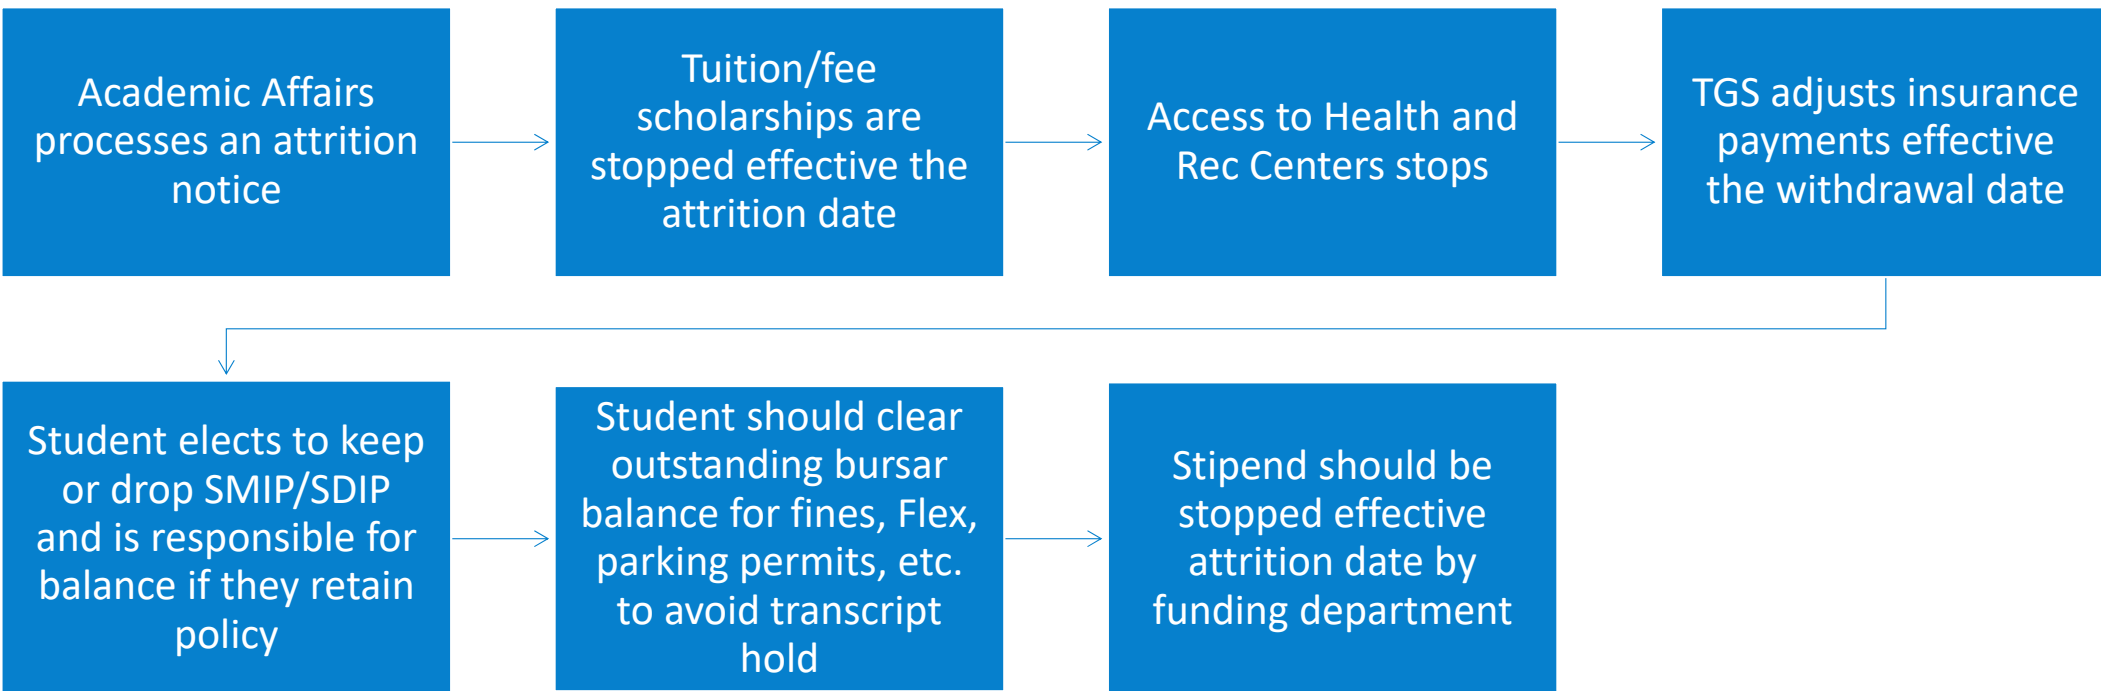 Academic Affairs
processes an attrition
notice
Tuition/fee
scholarships are
stopped effective the
attrition date
Access to Health and
Rec Centers stops
TGS adjusts insurance
payments effective
the withdrawal date
Student elects to keep
or drop SMIP/SDIP
and is responsible for
balance if they retain
policy
Student should clear
outstanding bursar
balance for fines, Flex,
parking permits, etc.
to avoid transcript
hold
Stipend should be
stopped effective
attrition date by
funding department